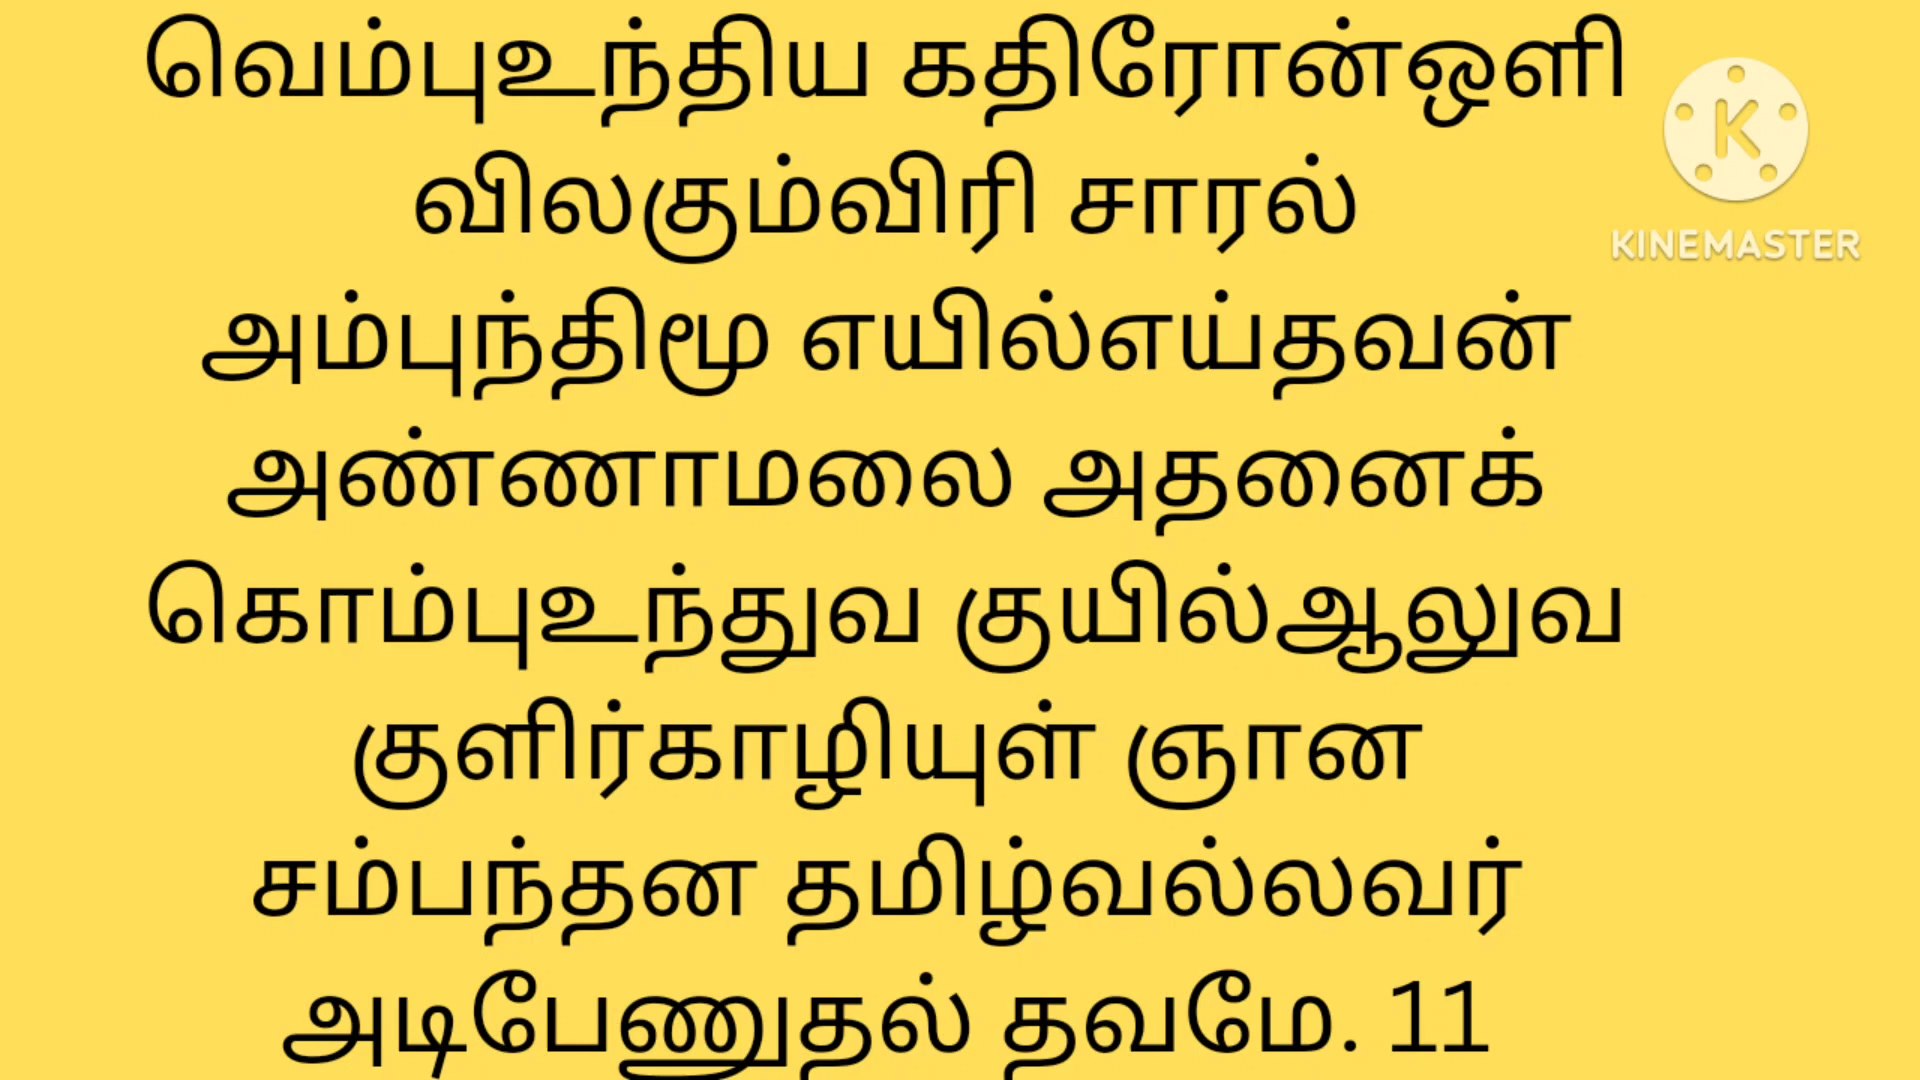 வெம்புஉந்திய கதிரோன்ஒளி
விலகும்விரி சாரல்
அம்புந்திமூ எயில்எய்தவன்
அண்ணாமலை அதனைக்
கொம்புஉந்துவ குயில்ஆலுவ
குளிர்காழியுள் ஞான
சம்பந்தன தமிழ்வல்லவர்
அடிபேணுதல் தவமே. 11
K
KINEMASTER